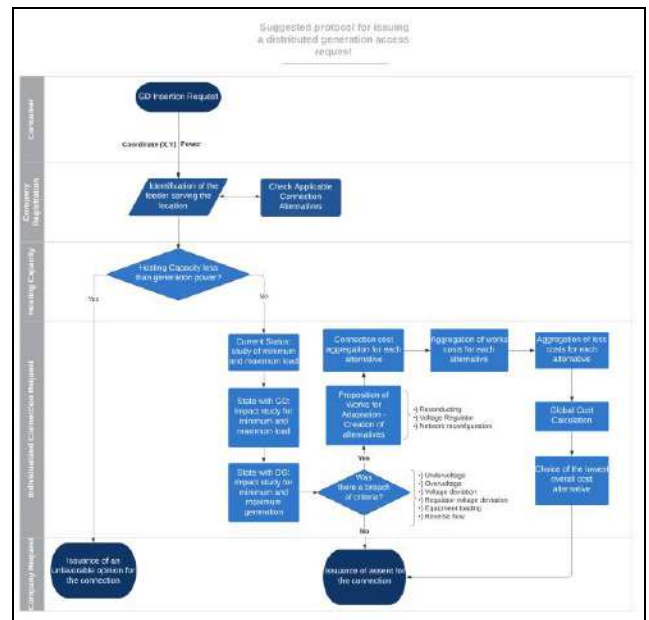 Suggested protocol for issuing
a distributed generation access
request
Consumer
GD Insertion Request
Coordinate (X,Y)
Power
Company
Registration
Identification of the
feeder serving the
location
Check Applicable
Connection
Alternatives
Hosting Capacity
Hosting Capacity less
than generation power?
Yes
No
Individualized Connection Request
Current Status:
study of minimum
and maximum load
State with GD:
Impact study for
minimum and
maximum load
State with DG:
Impact study for
minimum and
maximum
generation
Connection cost
aggregation for each
alternative
Aggregation of works
costs for each
alternative
Aggregation of loss
costs for each
alternative
Proposition of
Works for
Adaptation -
Creation of
alternatives
•) Reconducting
•) Voltage Regulator
•) Network reconfiguration
Global Cost
Calculation
Yes
Was
there a breach
of criteria?
•) Undervoltage
•) Overvoltage
•) Voltage deviation
•) Regulator voltage deviation
•) Equipment loading
•) Reverse flow
Choice of the lowest
overall cost
alternative
No
Company Request
Issuance of an
unfavorable opinion for
the connection
Issuance of assent for
the connection